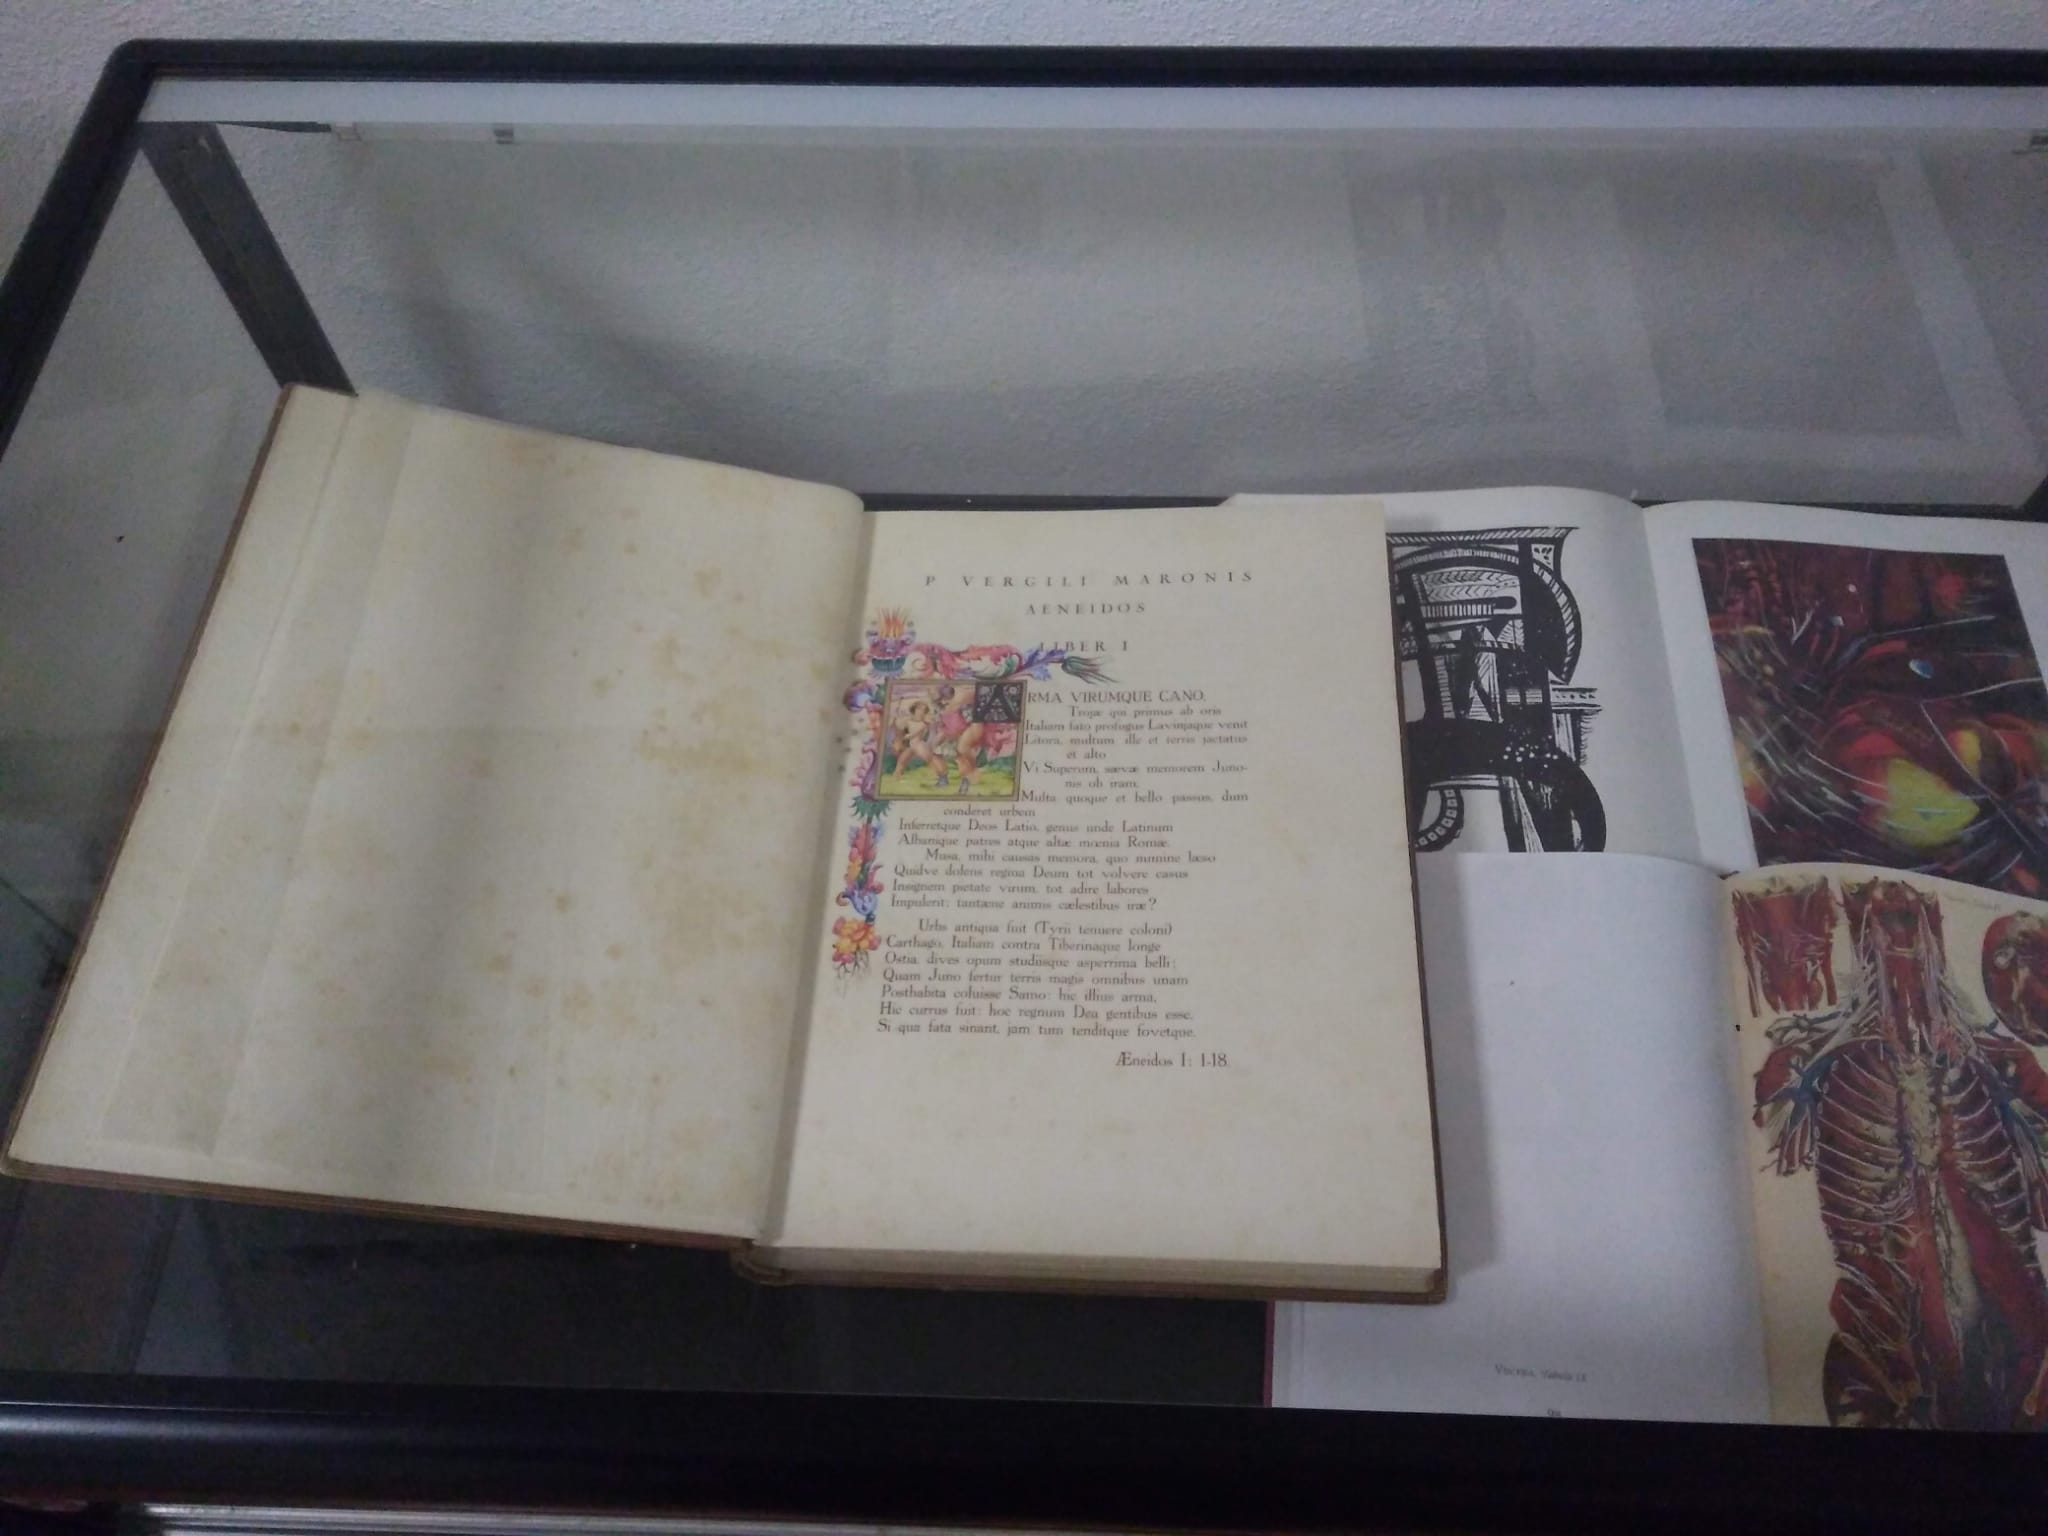 P VERGILI MARONIS
AENEIDOS
LIBER I
ARMA VIRUMQUE CANO,
Trojæ qui primus ab oris
Italiam fato profugus Lavinjaque venit
Litora, multum ille et terris jactatus
et alto
Vi Superum, sævæ memorem Juno-
nis ob iram,
Multa quoque et bello passus, dum
conderet urbem
Inferretque Deos Latio, genus unde Latinum
Albanique patres atque altæ mœnia Romæ.
Musa, mihi causas memora, quo numine læso
Quidve dolens regina Deum tot volvere casus
Insignem pietate virum, tot adire labores
Impulerit; tantæne animis cælestibus iræ?
Urbs antiqua fuit (Tyrii tenuere coloni)
Carthago, Italiam contra Tiberinaque longe
Ostia, dives opum studiisque asperrima belli;
Quam Juno fertur terris magis omnibus unam
Posthabita coluisse Samo: hic illius arma,
Hic currus fuit; hoc regnum Dea gentibus esse,
Si qua fata sinant, jam tum tenditque fovetque.
Æneidos I: 1-18.
VISCERA, Tabula IX